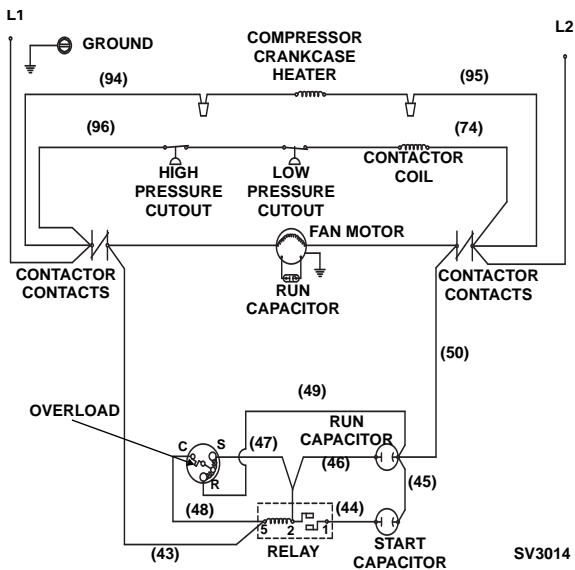 L1
L2
GROUND
COMPRESSOR
CRANKCASE
HEATER
(94)
(95)
(96)
(74)
HIGH
PRESSURE
CUTOUT
LOW
PRESSURE
CUTOUT
CONTACTOR
COIL
FAN MOTOR
CONTACTOR
CONTACTS
RUN
CAPACITOR
CONTACTOR
CONTACTS
(50)
(49)
OVERLOAD
RUN
CAPACITOR
C
S
(47)
(46)
R
(45)
(48)
(44)
5
2
1
(43)
RELAY
START
CAPACITOR
SV3014